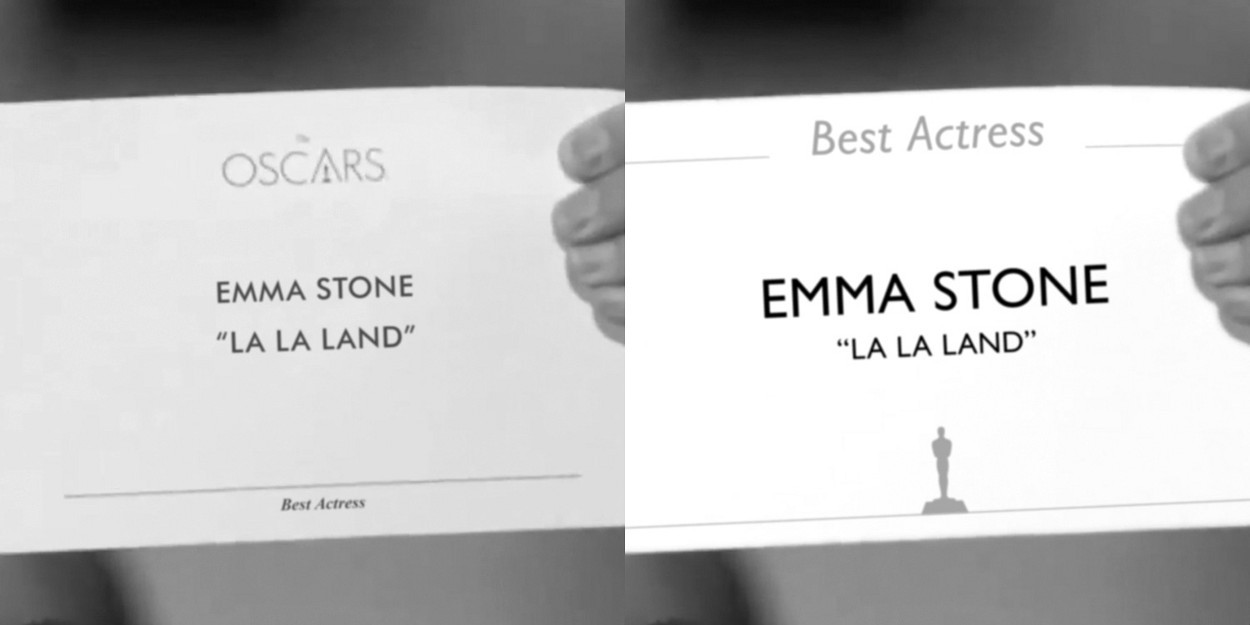 OSCARS
EMMA STONE
“LA LA LAND”
Best Actress
Best Actress
EMMA STONE
“LA LA LAND”